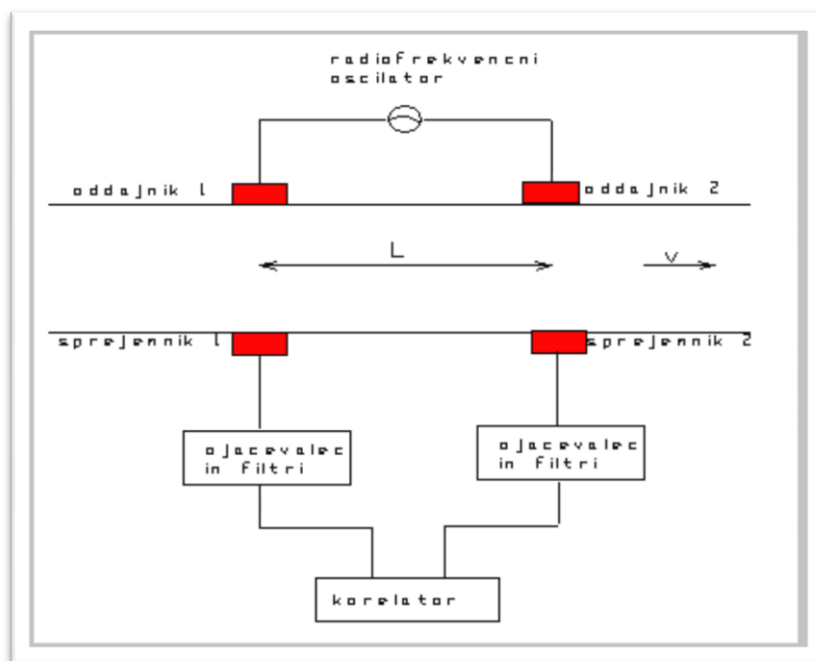 radiofrekvencni
oscilator
oddajnik 1
oddajnik 2
L
v
sprejemnik 1
sprejemnik 2
ojacevalec
in filtri
ojacevalec
in filtri
korelator